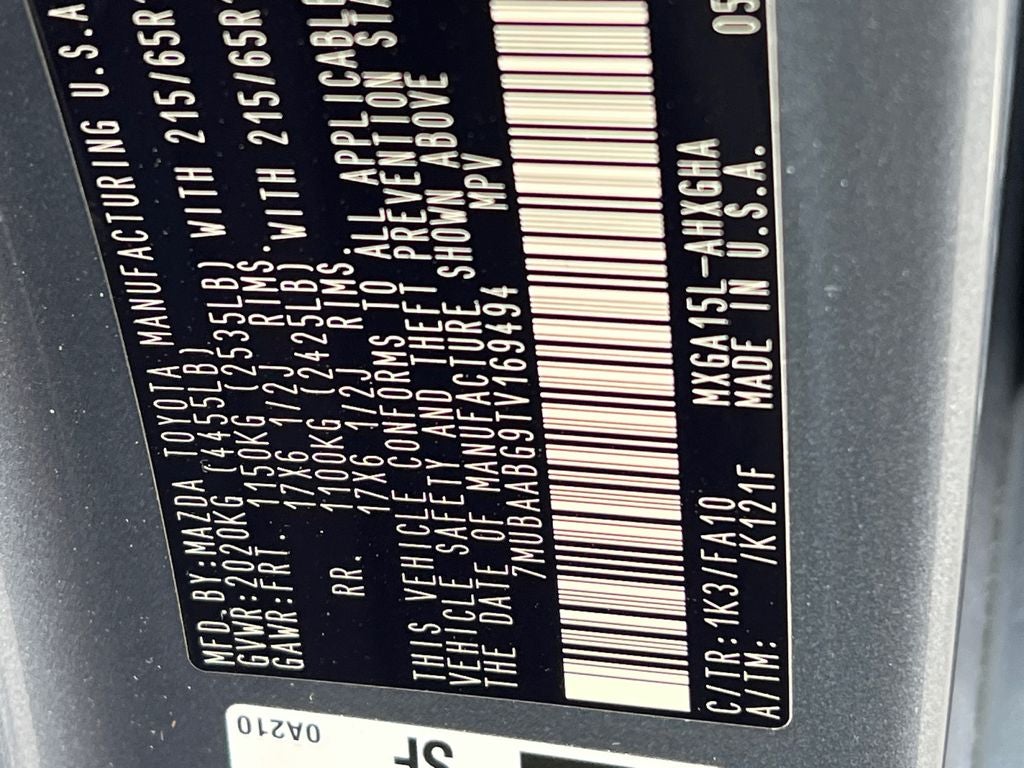 MFD.BY:MAZDA TOYOTA MANUFACTURING U.S.A
GVWR:2020KG (4455LB)
GAWR:FRT. 1150KG (2535LB) WITH 215/65R
17X6 1/2J RIMS.
RR. 1100KG (2425LB) WITH 215/65R
17X6 1/2J RIMS.
THIS VEHICLE CONFORMS TO ALL APPLICABLE
VEHICLE SAFETY AND THEFT PREVENTION STA
THE DATE OF MANUFACTURE SHOWN ABOVE
7MUBAABG9TV169494 MPV
C/TR:1K3/FA10 MXGA15L-AHXGHA 05
A/TM: /K121F MADE IN U.S.A.
0A210
SF